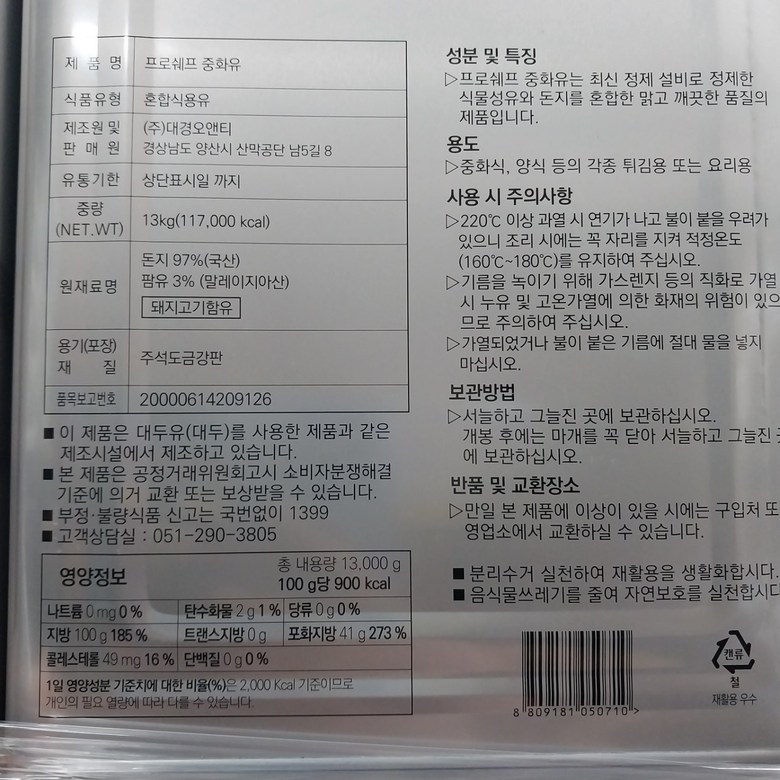 제 품 명 프로쉐프 중화유
식품유형 혼합식용유
제조원 및 (주)대경오앤티
판 매 원 경상남도 양산시 산막공단 남5길 8
유통기한 상단표시일 까지
중량
(NET.WT) 13kg(117,000 kcal)
돈지 97%(국산)
원재료명 팜유 3% (말레이지아산)
돼지고기함유
용기(포장)
재 질 주석도금강판
품목보고번호 20000614209126
■ 이 제품은 대두유(대두)를 사용한 제품과 같은
제조시설에서 제조하고 있습니다.
■ 본 제품은 공정거래위원회고시 소비자분쟁해결
기준에 의거 교환 또는 보상받을 수 있습니다.
■ 부정·불량식품 신고는 국번없이 1399
■ 고객상담실 : 051-290-3805
영양정보
총 내용량 13,000 g
100 g당 900 kcal
나트륨 0 mg 0 % 탄수화물 2 g 1 % 당류 0 g 0 %
지방 100 g 185 % 트랜스지방 0 g 포화지방 41 g 273 %
콜레스테롤 49 mg 16 % 단백질 0 g 0 %
1일 영양성분 기준치에 대한 비율(%)은 2,000 Kcal 기준이므로
개인의 필요 열량에 따라 다를 수 있습니다.
성분 및 특징
▷프로쉐프 중화유는 최신 정제 설비로 정제한
식물성유와 돈지를 혼합한 맑고 깨끗한 품질의
제품입니다.
용도
▷중화식, 양식 등의 각종 튀김용 또는 요리용
사용 시 주의사항
▷220℃ 이상 과열 시 연기가 나고 불이 붙을 우려가
있으니 조리 시에는 꼭 자리를 지켜 적정온도
(160℃~180℃)를 유지하여 주십시오.
▷기름을 녹이기 위해 가스렌지 등의 직화로 가열
시 누유 및 고온가열에 의한 화재의 위험이 있으
므로 주의하여 주십시오.
▷가열되었거나 불이 붙은 기름에 절대 물을 넣지
마십시오.
보관방법
▷서늘하고 그늘진 곳에 보관하십시오.
개봉 후에는 마개를 꼭 닫아 서늘하고 그늘진
에 보관하십시오.
반품 및 교환장소
▷만일 본 제품에 이상이 있을 시에는 구입처 또
영업소에서 교환하실 수 있습니다.
■ 분리수거 실천하여 재활용을 생활화합시다.
■ 음식물쓰레기를 줄여 자연보호를 실천합시다
캔류
철
재활용 우수
8 809181 050710 >